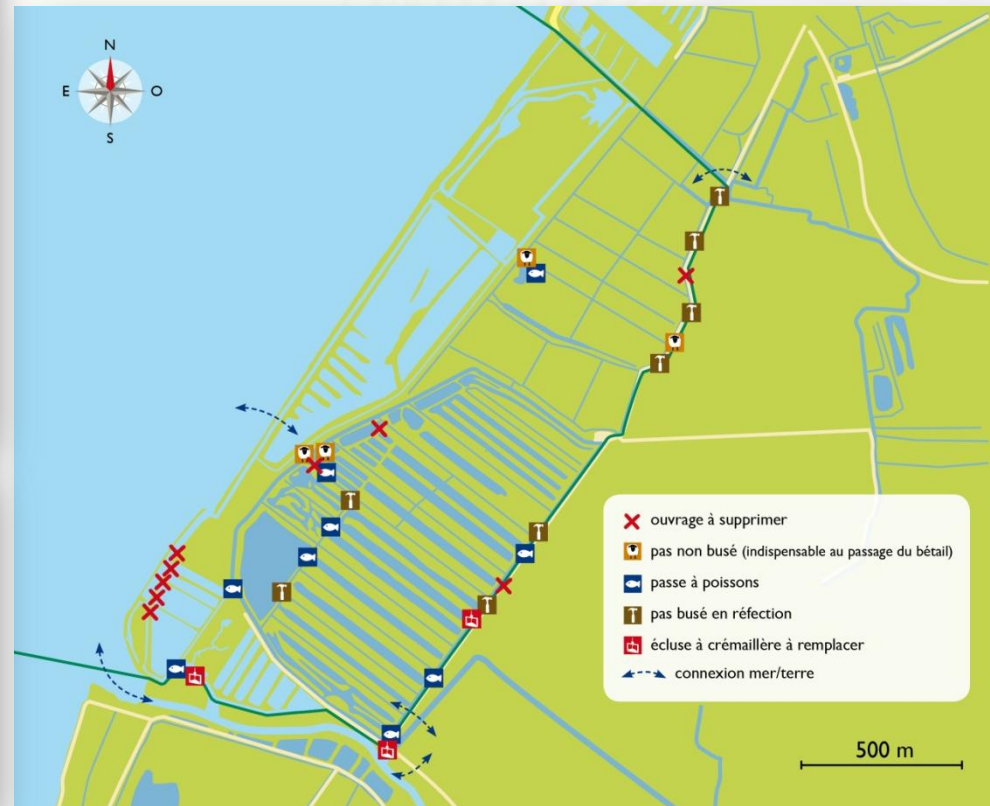 N
E O
S
ouvrage à supprimer
pas non busé (indispensable au passage du bétail)
passe à poissons
pas busé en réfection
écluse à crémaillère à remplacer
connexion mer/terre
500 m